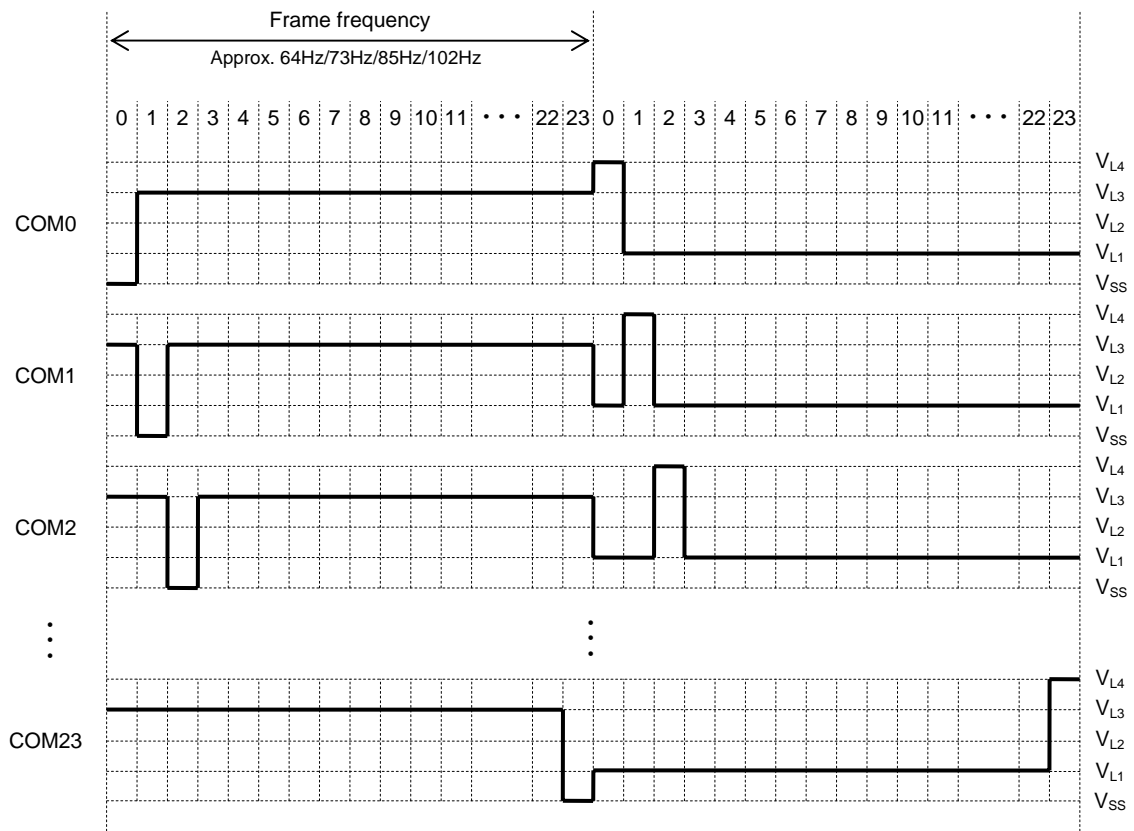 Frame frequency
Approx. 64Hz/73Hz/85Hz/102Hz
0 1 2 3 4 5 6 7 8 9 10 11 ・・・ 22 23 0 1 2 3 4 5 6 7 8 9 10 11 ・・・ 22 23
COM0
VL4
VL3
VL2
VL1
VSS
COM1
VL4
VL3
VL2
VL1
VSS
COM2
VL4
VL3
VL2
VL1
VSS
COM23
VL4
VL3
VL2
VL1
VSS